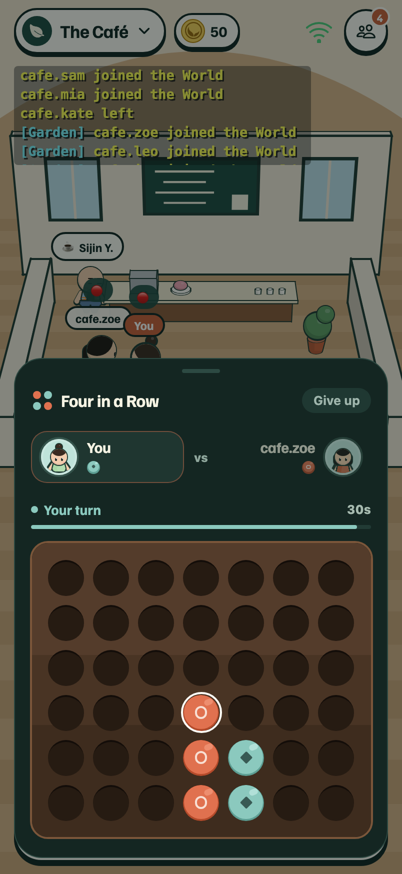 The Café
50
4
cafe.sam joined the World
cafe.mia joined the World
cafe.kate left
[Garden] cafe.zoe joined the World
[Garden] cafe.leo joined the World
Sijin Y.
cafe.zoe
You
Four in a Row
Give up
You
vs
cafe.zoe
Your turn
30s
O
O
O